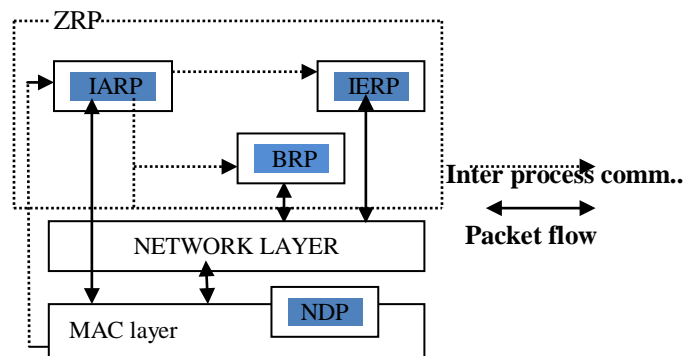 ZRP
IARP
IERP
BRP
Inter process comm..
Packet flow
NETWORK LAYER
NDP
MAC layer